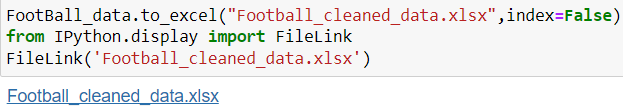 FootBall_data.to_excel("Football_cleaned_data.xlsx",index=False)
from IPython.display import FileLink
FileLink('Football_cleaned_data.xlsx')
Football_cleaned_data.xlsx